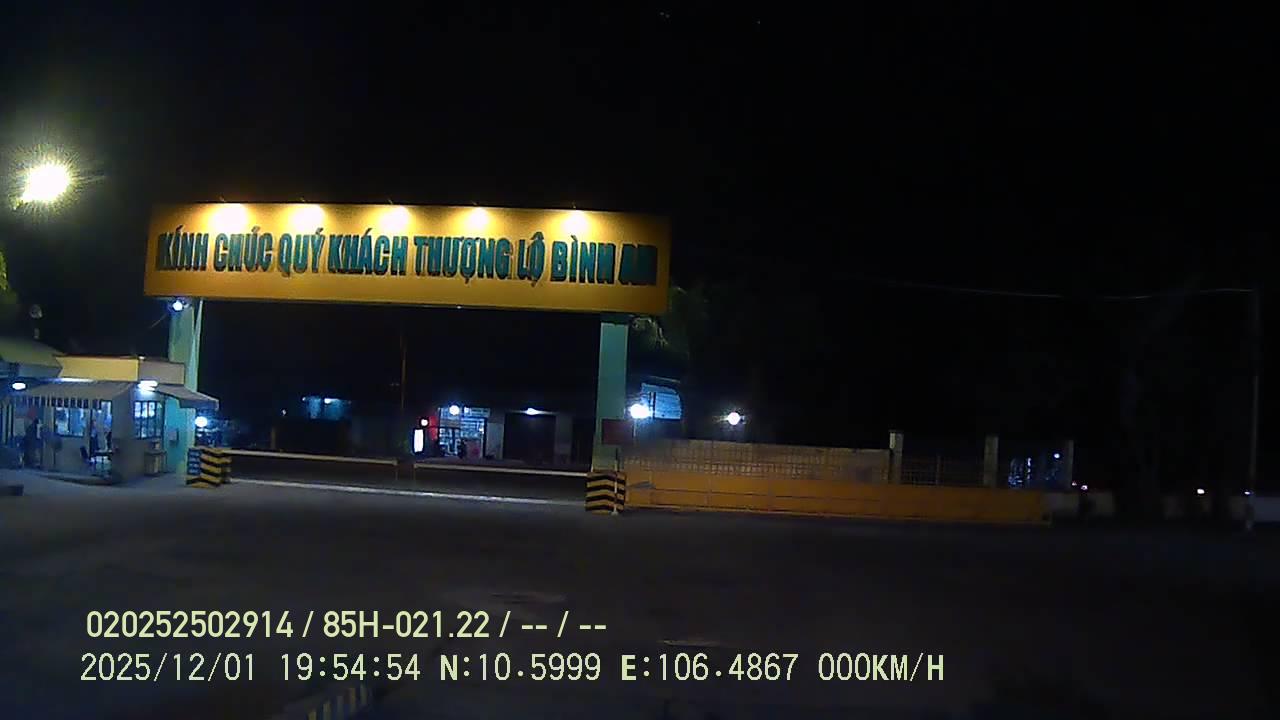 KÍNH CHÚC QUÝ KHÁCH THƯỢNG LỘ BÌNH AN
020252502914 / 85H-021.22 / -- / --
2025/12/01 19:54:54 N:10.5999 E:106.4867 000KM/H